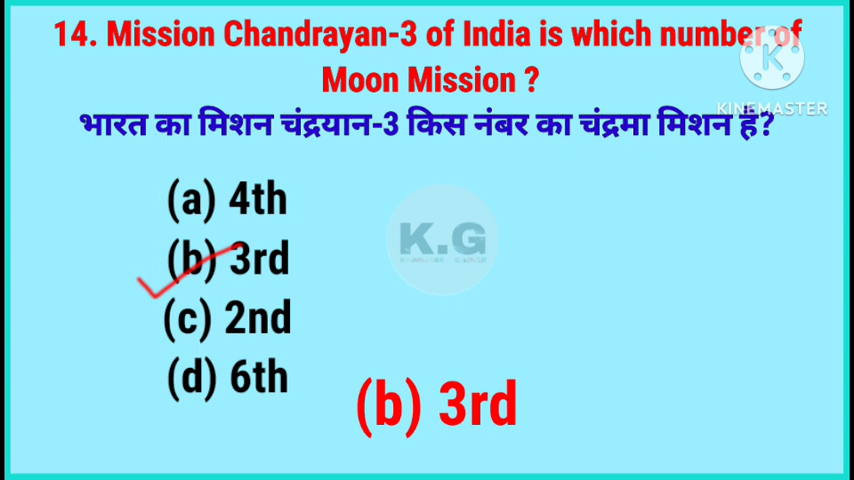 14. Mission Chandrayan-3 of India is which number of
Moon Mission ?
भारत का मिशन चंद्रयान-3 किस नंबर का चंद्रमा मिशन है?
KINEMASTER
(a) 4th
(b) 3rd
(c) 2nd
(d) 6th
K.G
(b) 3rd